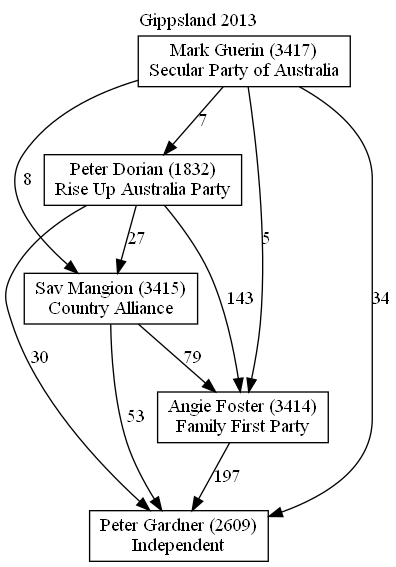 Gippsland 2013
Mark Guerin (3417)
Secular Party of Australia
7
Peter Dorian (1832)
Rise Up Australia Party
8
5
27
Sav Mangion (3415)
Country Alliance
143
34
30
79
Angie Foster (3414)
Family First Party
53
197
Peter Gardner (2609)
Independent